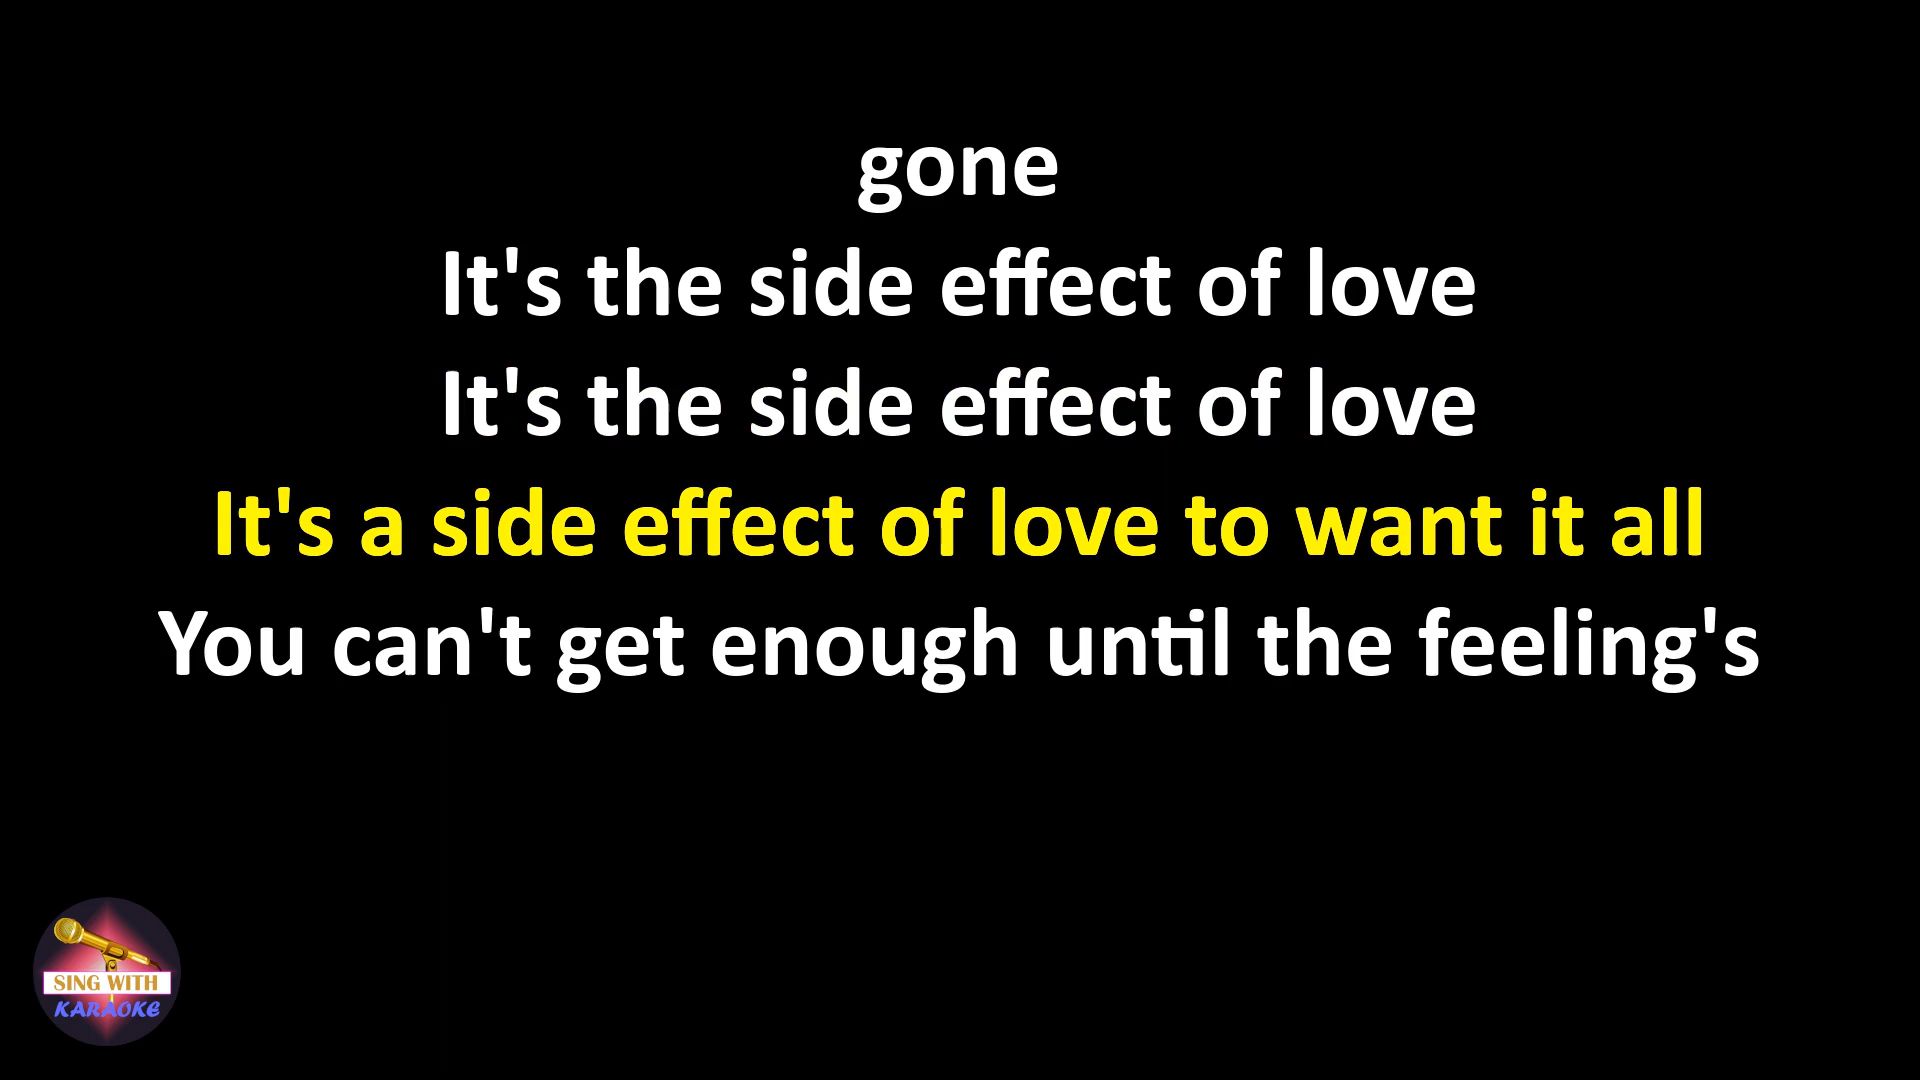 gone
It's the side effect of love
It's the side effect of love
It's a side effect of love to want it all
You can't get enough until the feeling's
SING WITH
KARAOKE